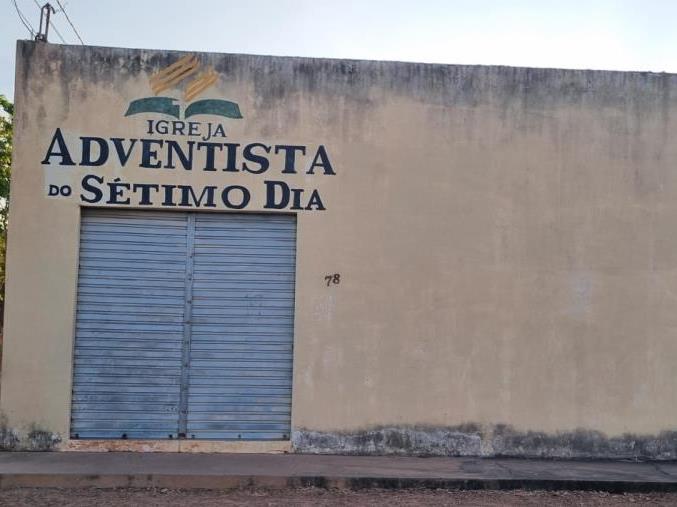 IGREJA
ADVENTISTA
DO SÉTIMO DIA
78